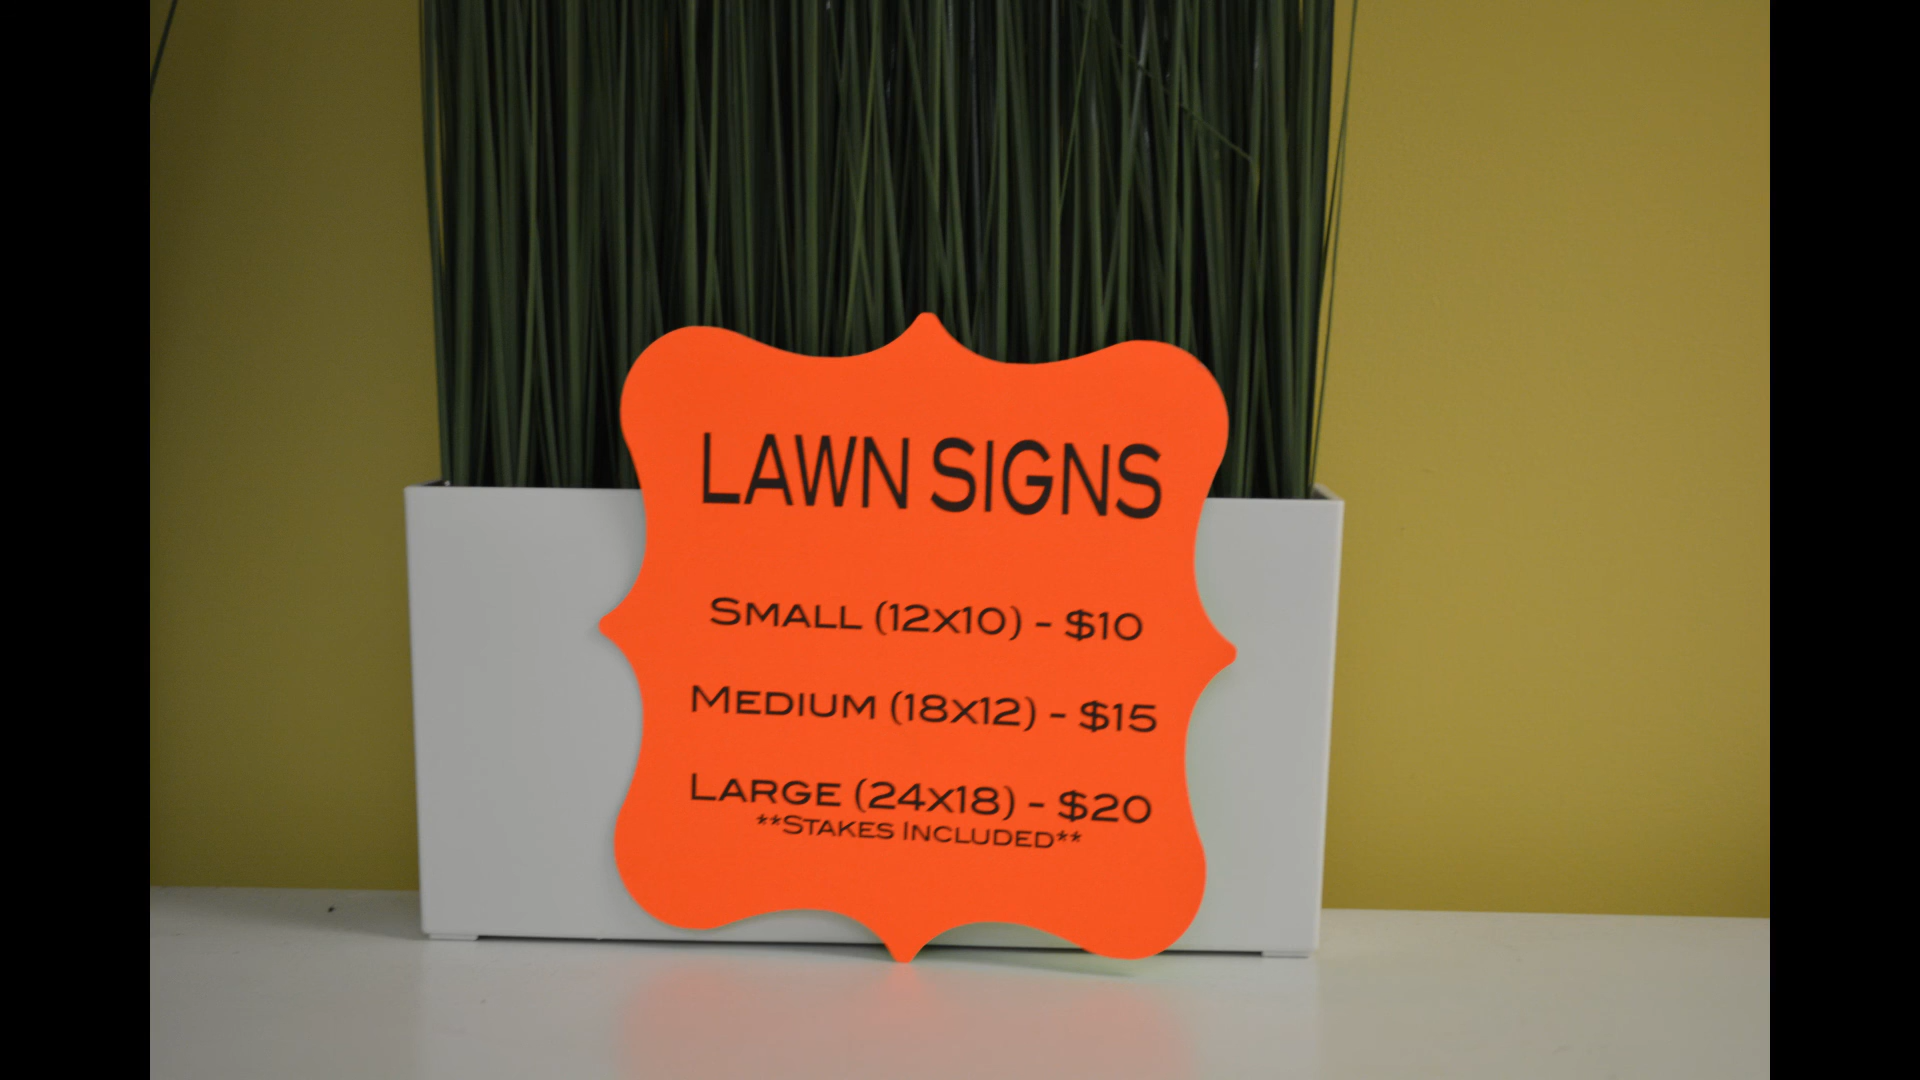 LAWN SIGNS
SMALL (12X10) - $10
MEDIUM (18X12) - $15
LARGE (24X18) - $20
**STAKES INCLUDED**